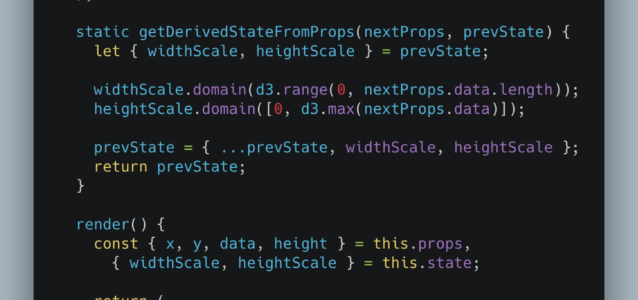 static getDerivedStateFromProps(nextProps, prevState) {
let { widthScale, heightScale } = prevState;
widthScale.domain(d3.range(0, nextProps.data.length));
heightScale.domain([0, d3.max(nextProps.data)]);
prevState = { ...prevState, widthScale, heightScale };
return prevState;
}
render() {
const { x, y, data, height } = this.props,
{ widthScale, heightScale } = this.state;
return (